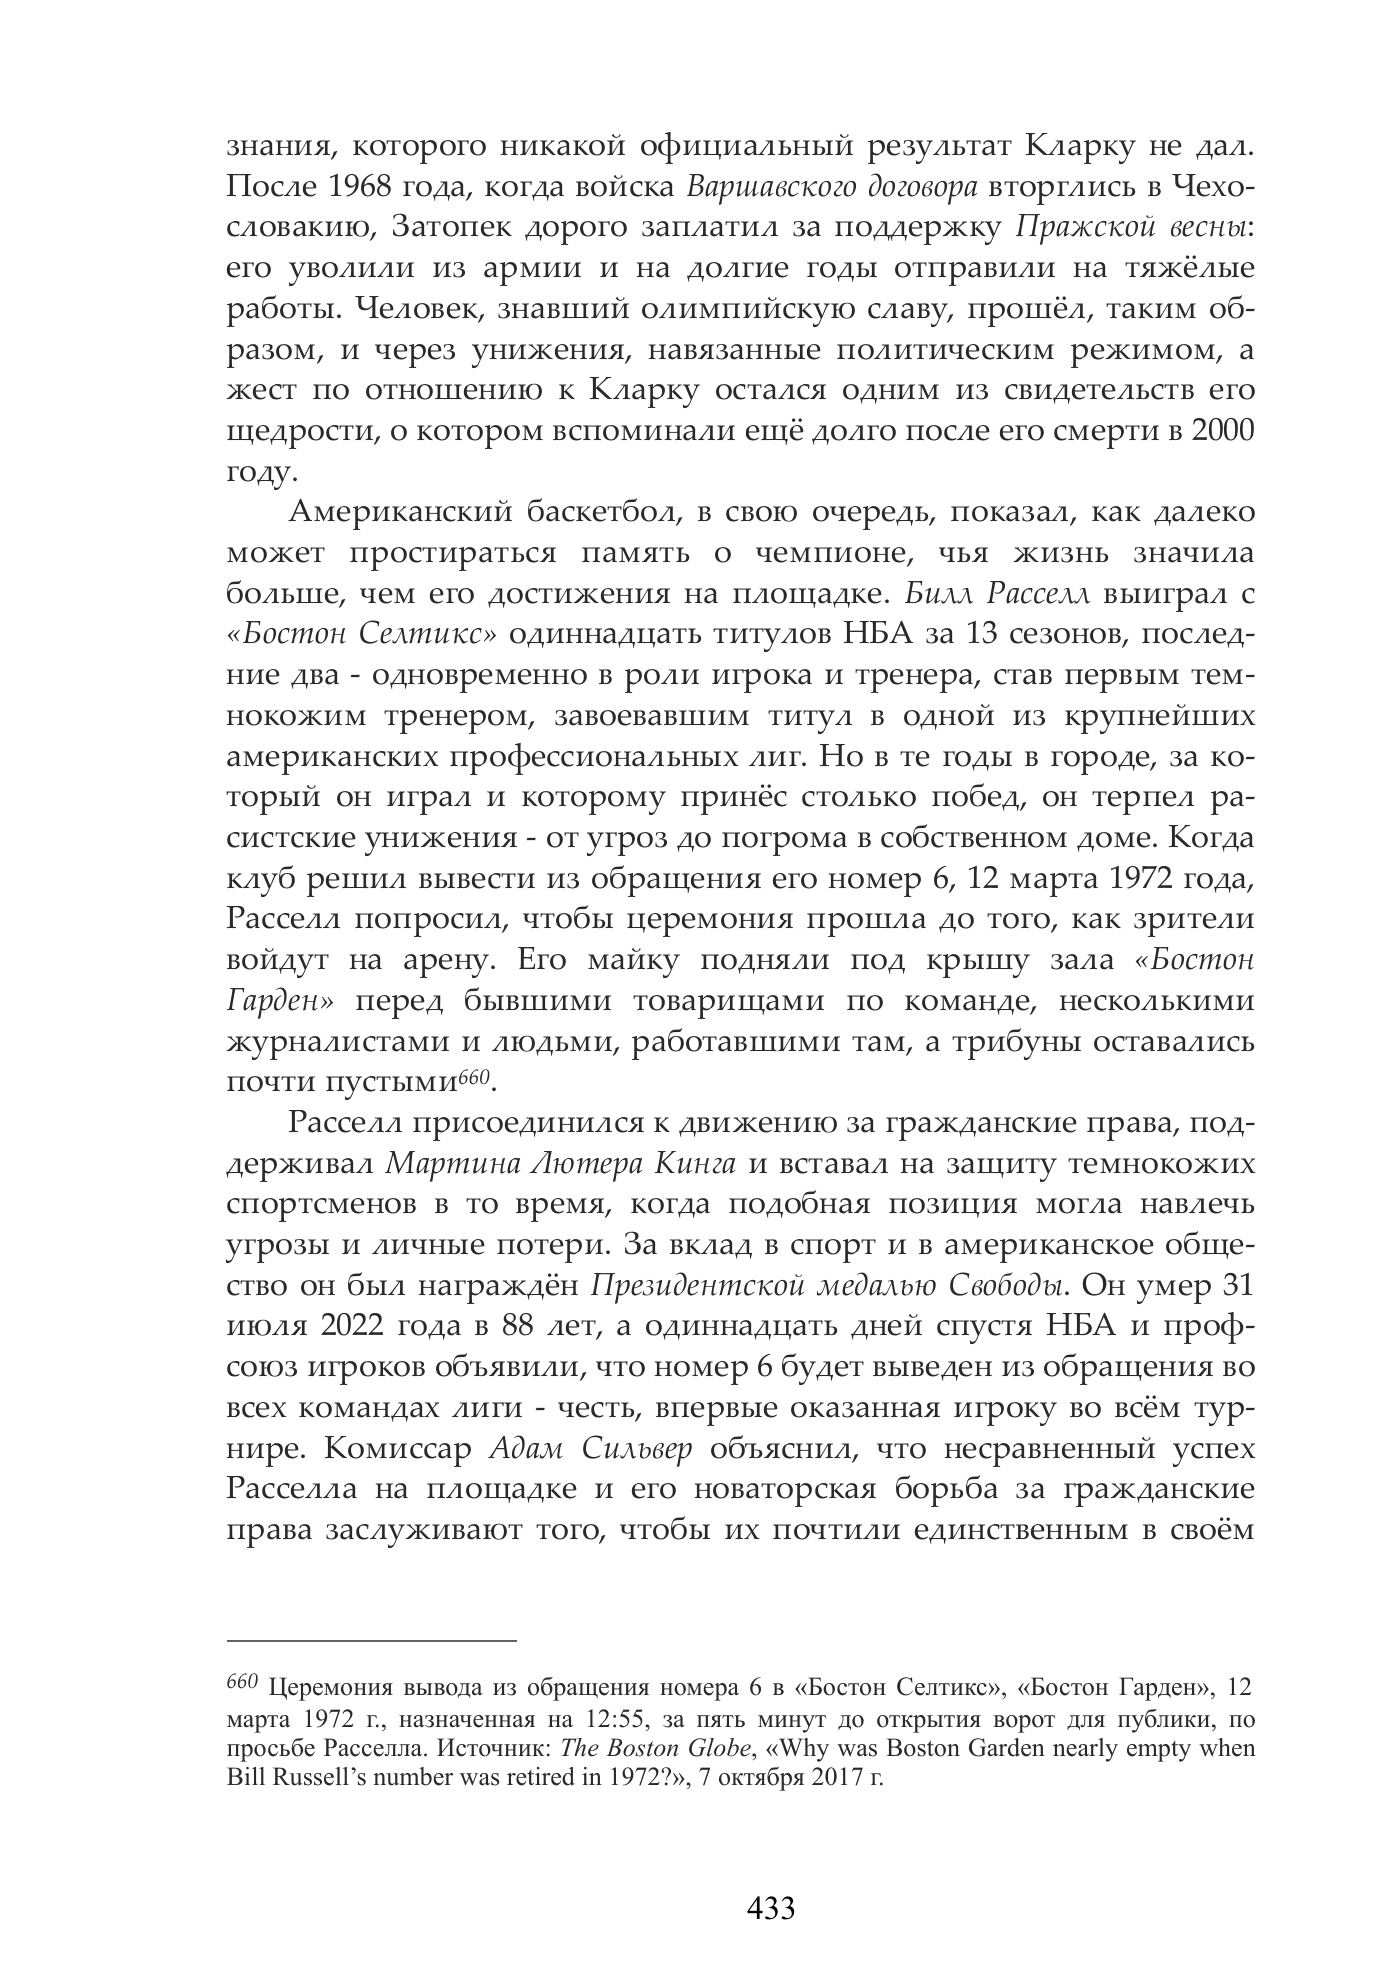 знания, которого никакой официальный результат Кларку не дал.
После 1968 года, когда войска Варшавского договора вторглись в Чехо-
словакию, Затопек дорого заплатил за поддержку Пражской весны:
его уволили из армии и на долгие годы отправили на тяжёлые
работы. Человек, знавший олимпийскую славу, прошёл, таким об-
разом, и через унижения, навязанные политическим режимом, а
жест по отношению к Кларку остался одним из свидетельств его
щедрости, о котором вспоминали ещё долго после его смерти в 2000
году.
Американский баскетбол, в свою очередь, показал, как далеко
может простираться память о чемпионе, чья жизнь значила
больше, чем его достижения на площадке. Билл Расселл выиграл с
«Бостон Селтикс» одиннадцать титулов НБА за 13 сезонов, послед-
ние два - одновременно в роли игрока и тренера, став первым тем-
нокожим тренером, завоевавшим титул в одной из крупнейших
американских профессиональных лиг. Но в те годы в городе, за ко-
торый он играл и которому принёс столько побед, он терпел ра-
систские унижения - от угроз до погрома в собственном доме. Когда
клуб решил вывести из обращения его номер 6, 12 марта 1972 года,
Расселл попросил, чтобы церемония прошла до того, как зрители
войдут на арену. Его майку подняли под крышу зала «Бостон
Гарден» перед бывшими товарищами по команде, несколькими
журналистами и людьми, работавшими там, а трибуны оставались
почти пустыми660.
Расселл присоединился к движению за гражданские права, под-
держивал Мартина Лютера Кинга и вставал на защиту темнокожих
спортсменов в то время, когда подобная позиция могла навлечь
угрозы и личные потери. За вклад в спорт и в американское обще-
ство он был награждён Президентской медалью Свободы. Он умер 31
июля 2022 года в 88 лет, а одиннадцать дней спустя НБА и проф-
союз игроков объявили, что номер 6 будет выведен из обращения во
всех командах лиги - честь, впервые оказанная игроку во всём тур-
нире. Комиссар Адам Сильвер объяснил, что несравненный успех
Расселла на площадке и его новаторская борьба за гражданские
права заслуживают того, чтобы их почтили единственным в своём
660 Церемония вывода из обращения номера 6 в «Бостон Селтикс», «Бостон Гарден», 12
марта 1972 г., назначенная на 12:55, за пять минут до открытия ворот для публики, по
просьбе Расселла. Источник: The Boston Globe, «Why was Boston Garden nearly empty when
Bill Russell’s number was retired in 1972?», 7 октября 2017 г.
433